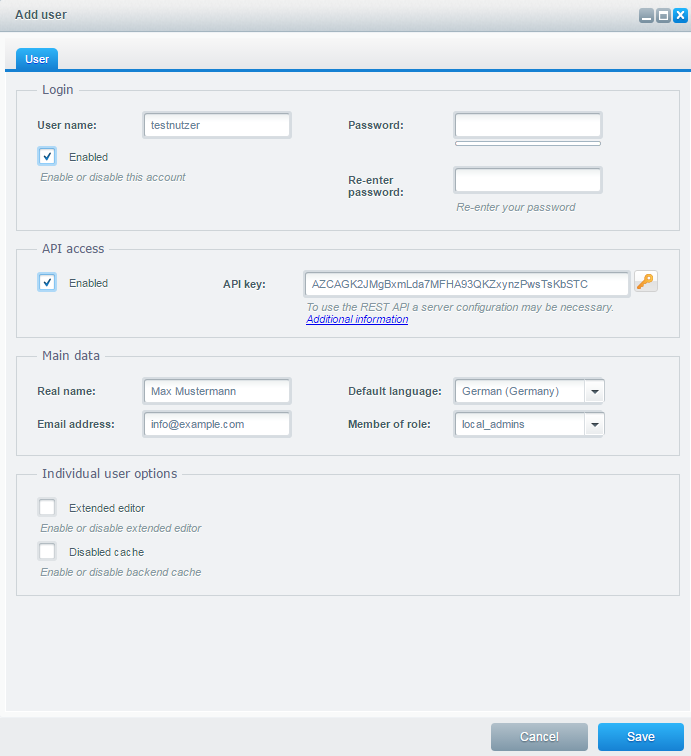 Add user
User
Login
User name: testnutzer Password:
Enabled
Enable or disable this account
Re-enter
password:
Re-enter your password
API access
Enabled API key: AZCAGK2JMgBxmLda7MFHA93QKZxynzPwsTsKbSTC
To use the REST API a server configuration may be necessary.
Additional information
Main data
Real name: Max Mustermann Default language: German (Germany)
Email address: info@example.com Member of role: local_admins
Individual user options
Extended editor
Enable or disable extended editor
Disabled cache
Enable or disable backend cache
Cancel Save